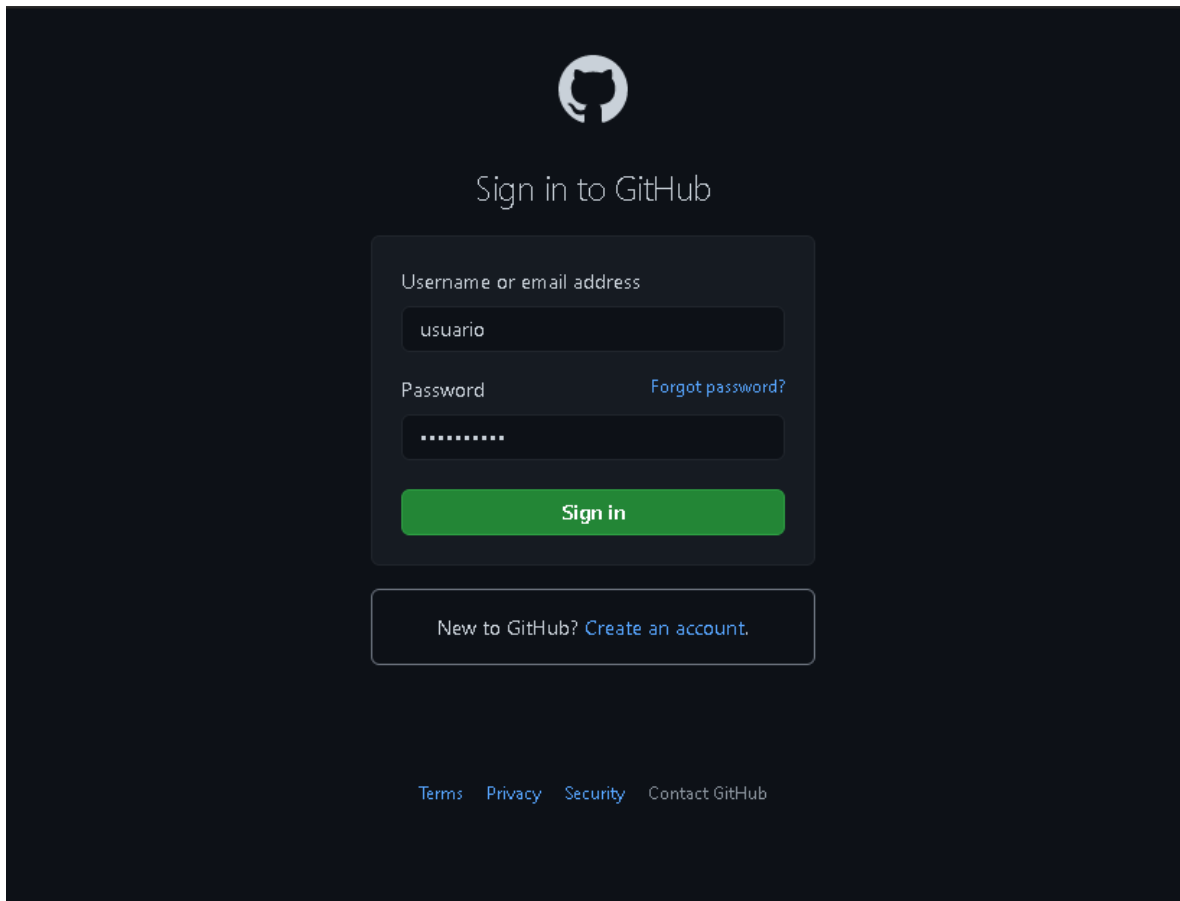 Sign in to GitHub
Username or email address
usuario
Password Forgot password?
••••••••••
Sign in
New to GitHub? Create an account.
Terms Privacy Security Contact GitHub